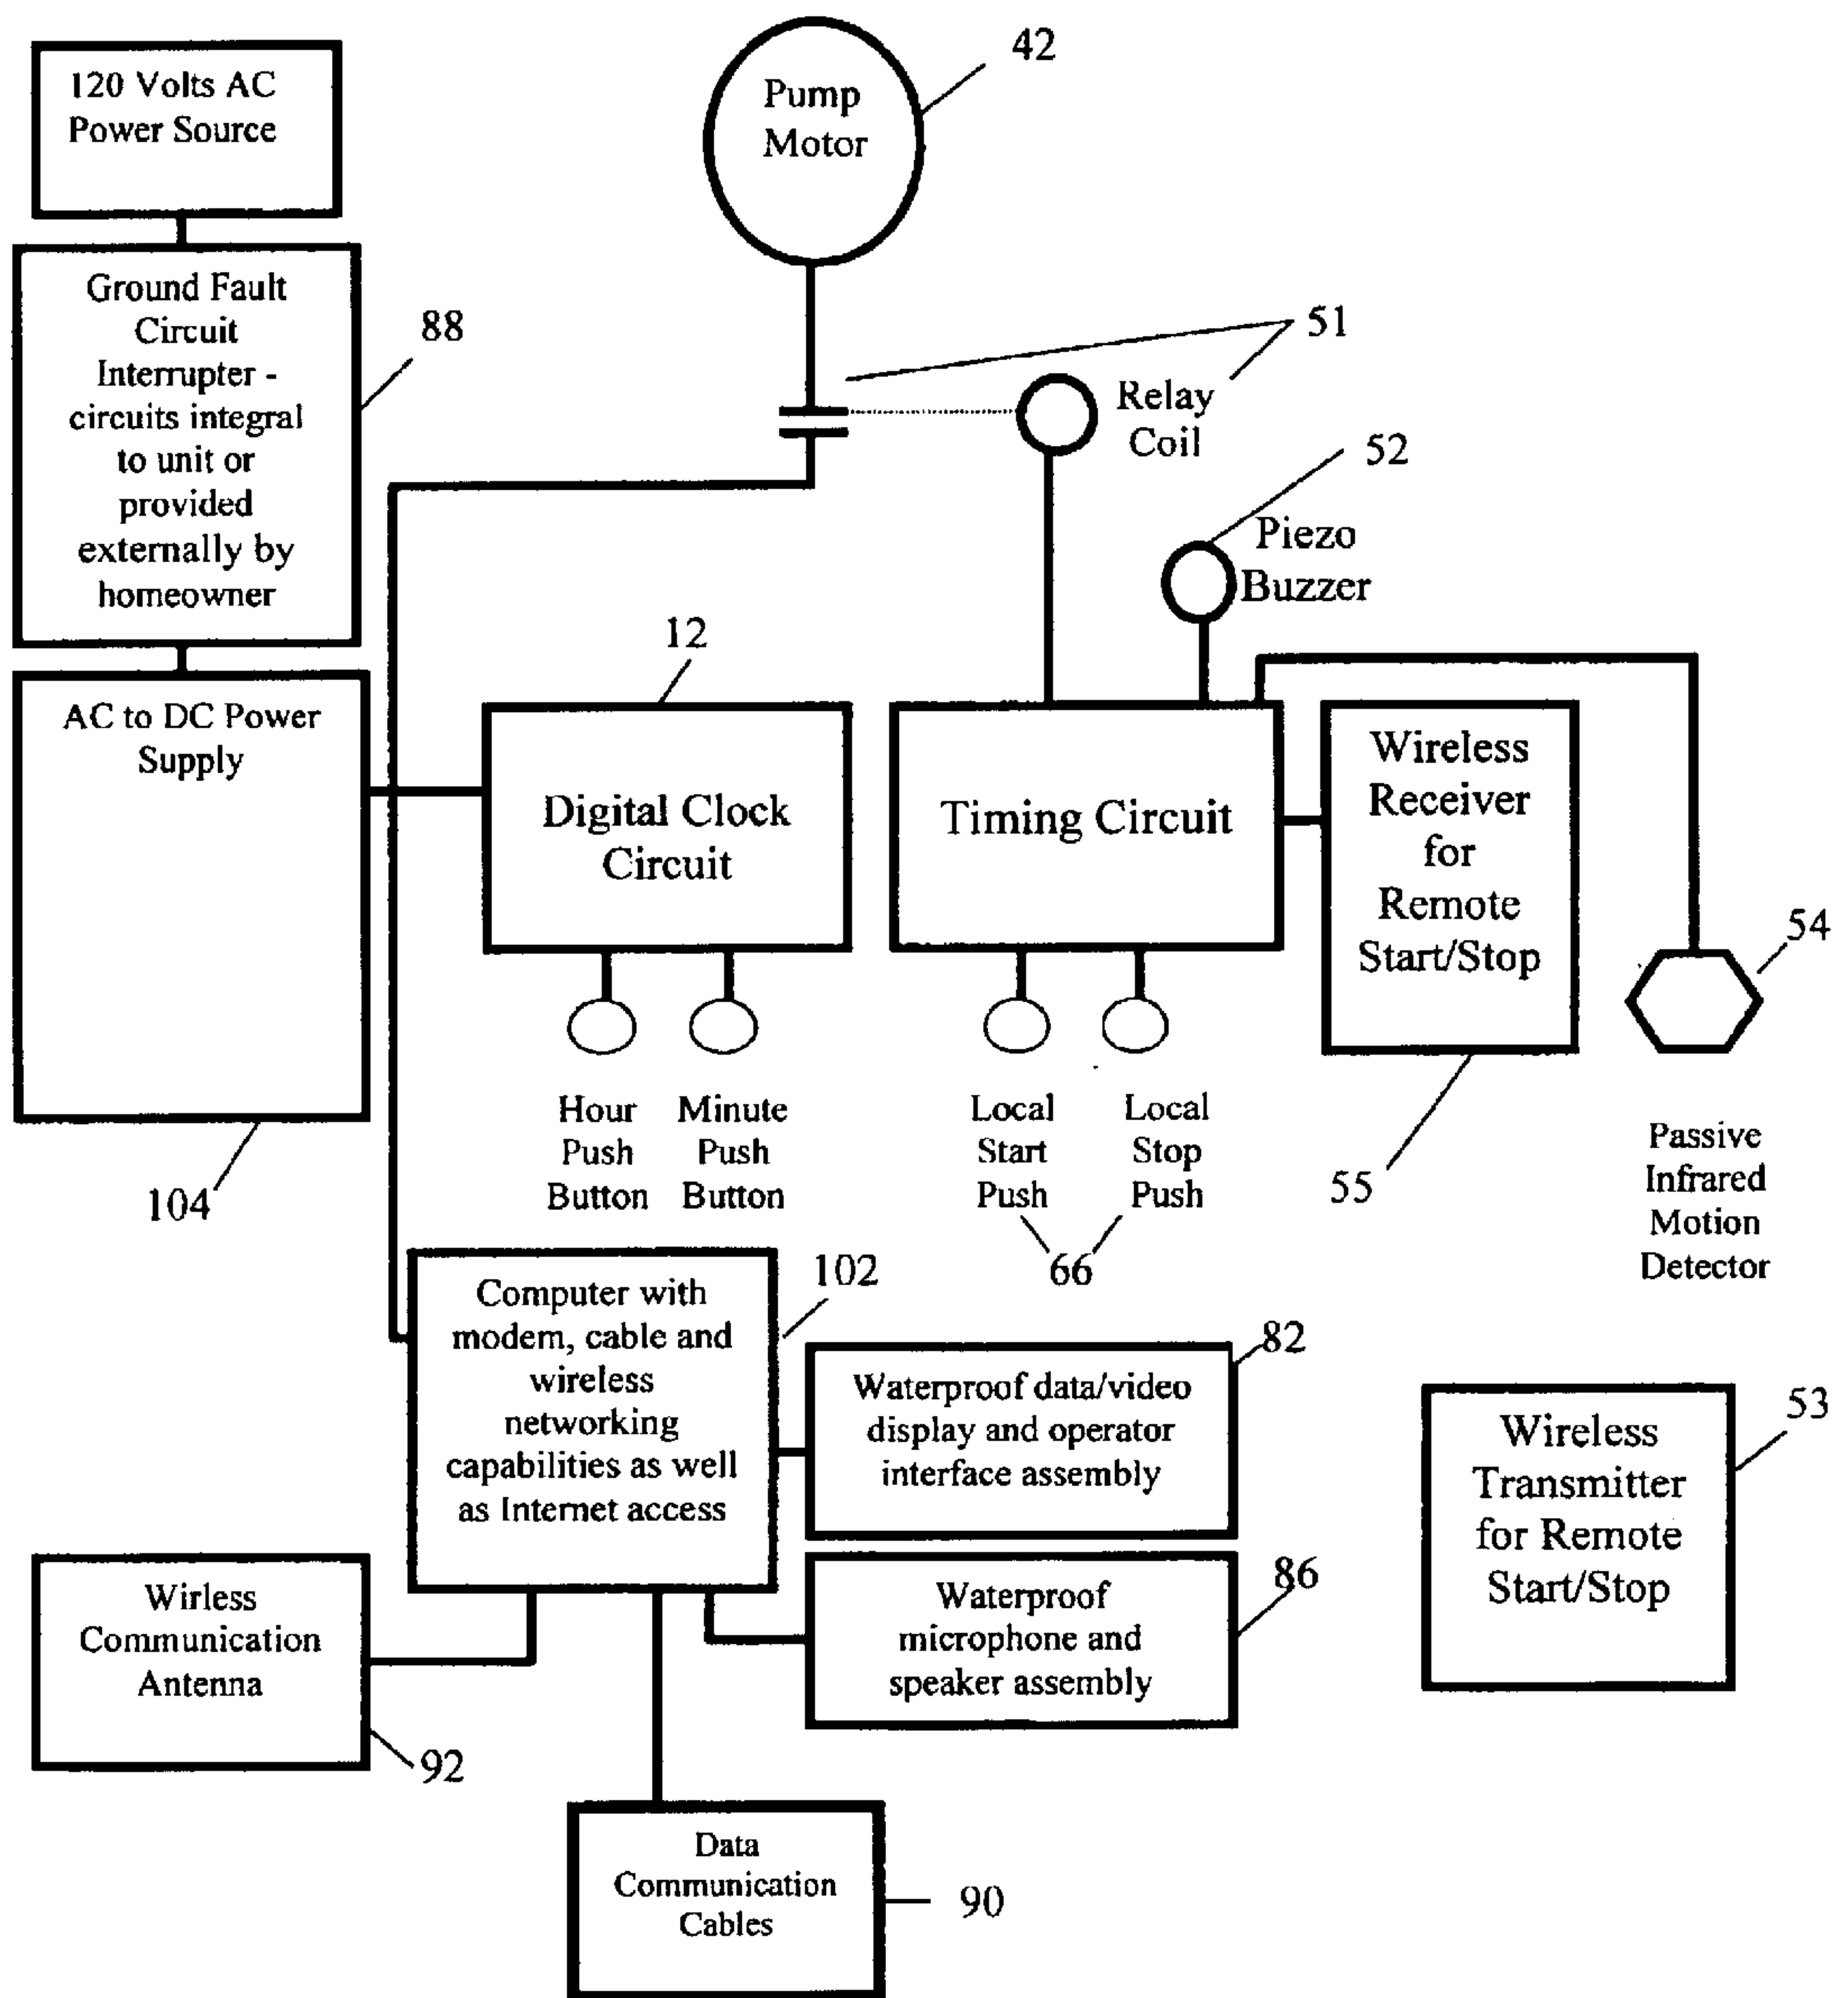 120 Volts AC
Power Source
Pump
Motor
42
Ground Fault
Circuit
Interrupter -
circuits integral
to unit or
provided
externally by
homeowner
88
51
Relay
Coil
52
Piezo
Buzzer
12
AC to DC Power
Supply
104
Digital Clock
Circuit
Timing Circuit
Wireless
Receiver
for
Remote
Start/Stop
55
54
Hour
Push
Button
Minute
Push
Button
Local
Start
Push
Local
Stop
Push
66
Passive
Infrared
Motion
Detector
Computer with
modem, cable and
wireless
networking
capabilities as well
as Internet access
102
Waterproof data/video
display and operator
interface assembly
82
Wireless
Transmitter
for Remote
Start/Stop
53
Wirless
Communication
Antenna
92
Waterproof
microphone and
speaker assembly
86
Data
Communication
Cables
90